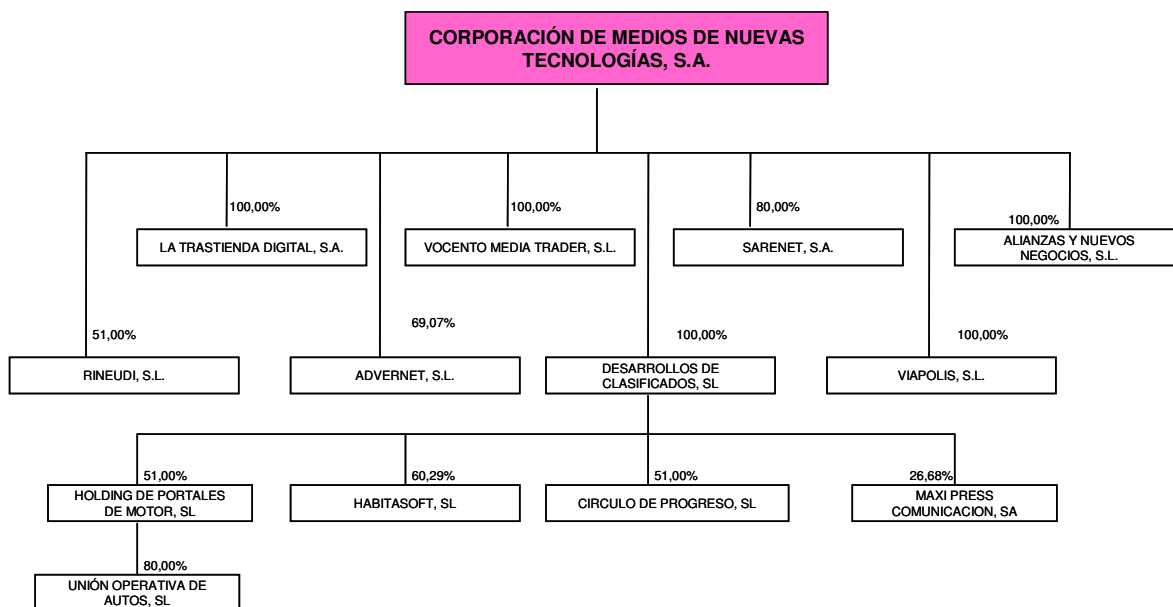 CORPORACIÓN DE MEDIOS DE NUEVAS
TECNOLOGÍAS, S.A.
100,00%
LA TRASTIENDA DIGITAL, S.A.
100,00%
VOCENTO MEDIA TRADER, S.L.
80,00%
SARENET, S.A.
100,00%
ALIANZAS Y NUEVOS
NEGOCIOS, S.L.
51,00%
RINEUDI, S.L.
69,07%
ADVERNET, S.L.
100,00%
DESARROLLOS DE
CLASIFICADOS, SL
100,00%
VIAPOLIS, S.L.
51,00%
HOLDING DE PORTALES
DE MOTOR, SL
60,29%
HABITASOFT, SL
51,00%
CIRCULO DE PROGRESO, SL
26,68%
MAXI PRESS
COMUNICACION, SA
80,00%
UNIÓN OPERATIVA DE
AUTOS, SL